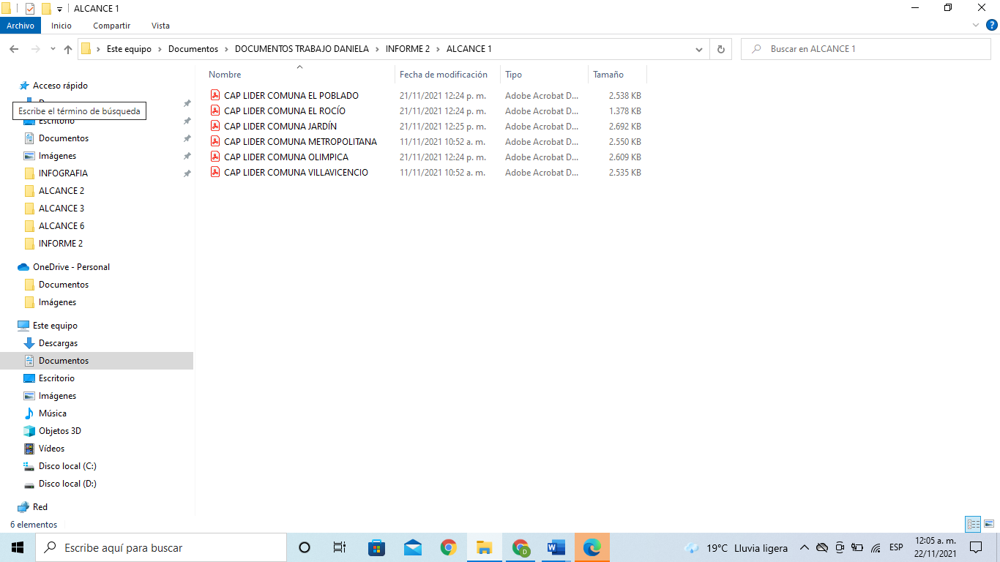 ALCANCE 1
Archivo Inicio Compartir Vista
Este equipo Documentos DOCUMENTOS TRABAJO DANIELA INFORME 2 ALCANCE 1
Buscar en ALCANCE 1
Acceso rápido
Escribe el término de búsqueda
Escritorio
Documentos
Imágenes
INFOGRAFIA
ALCANCE 2
ALCANCE 3
ALCANCE 6
INFORME 2
OneDrive - Personal
Documentos
Imágenes
Este equipo
Descargas
Documentos
Escritorio
Imágenes
Música
Objetos 3D
Vídeos
Disco local (C:)
Disco local (D:)
Red
Nombre Fecha de modificación Tipo Tamaño
CAP LIDER COMUNA EL POBLADO 21/11/2021 12:24 p. m. Adobe Acrobat D... 2.538 KB
CAP LIDER COMUNA EL ROCÍO 21/11/2021 12:24 p. m. Adobe Acrobat D... 1.378 KB
CAP LIDER COMUNA JARDÍN 21/11/2021 12:25 p. m. Adobe Acrobat D... 2.692 KB
CAP LIDER COMUNA METROPOLITANA 11/11/2021 10:52 a. m. Adobe Acrobat D... 2.550 KB
CAP LIDER COMUNA OLIMPICA 21/11/2021 12:24 p. m. Adobe Acrobat D... 2.609 KB
CAP LIDER COMUNA VILLAVICENCIO 11/11/2021 10:52 a. m. Adobe Acrobat D... 2.535 KB
6 elementos
Escribe aquí para buscar
D
19°C Lluvia ligera
ESP
12:05 a. m.
22/11/2021